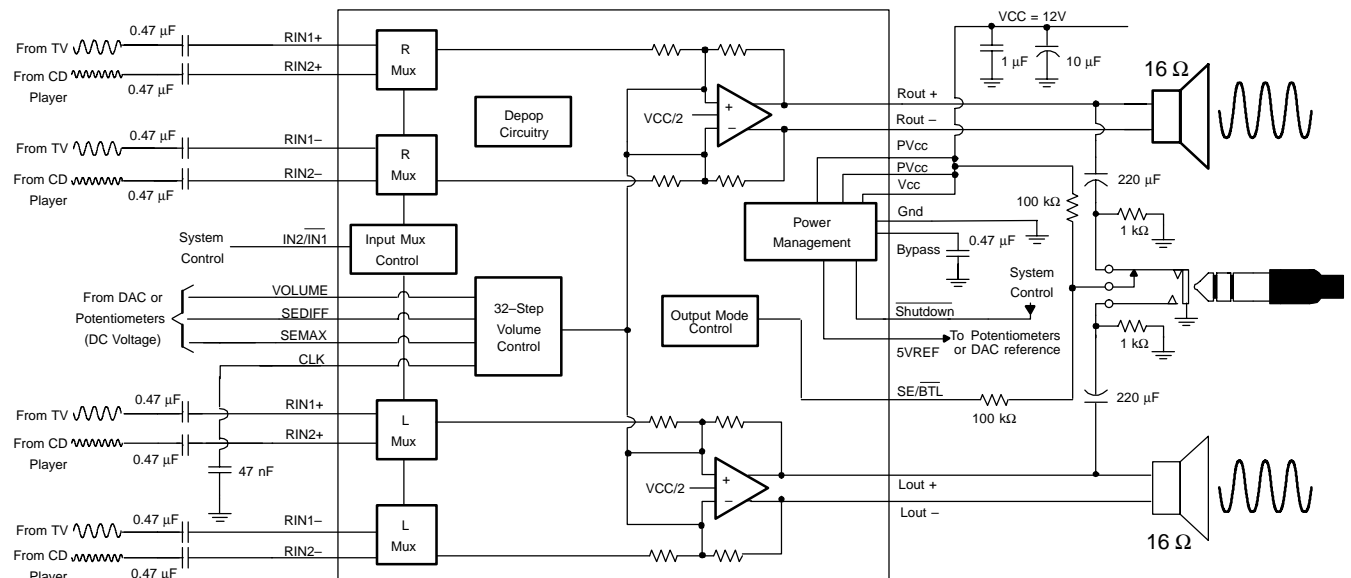 VCC = 12V
0.47 µF
From TV
RIN1+
R
Mux
1 µF
10 µF
16 Ω
From CD
Player
RIN2+
0.47 µF
Depop
Circuitry
VCC/2
+
−
Rout +
Rout −
0.47 µF
From TV
RIN1−
R
Mux
PVcc
From CD
Player
RIN2−
0.47 µF
PVcc
Vcc
220 µF
100 kΩ
1 kΩ
Power
Management
Gnd
Bypass
0.47 µF
System
Control
IN2/IN1
Input Mux
Control
System
Control
From DAC or
Potentiometers
(DC Voltage)
VOLUME
SEDIFF
SEMAX
CLK
32–Step
Volume
Control
Output Mode
Control
Shutdown
5VREF
To Potentiometers
or DAC reference
1 kΩ
SE/BTL
100 kΩ
220 µF
0.47 µF
From TV
RIN1+
L
Mux
From CD
Player
RIN2+
0.47 µF
47 nF
VCC/2
+
−
Lout +
Lout −
0.47 µF
From TV
RIN1−
L
Mux
From CD
Player
RIN2−
0.47 µF
16 Ω